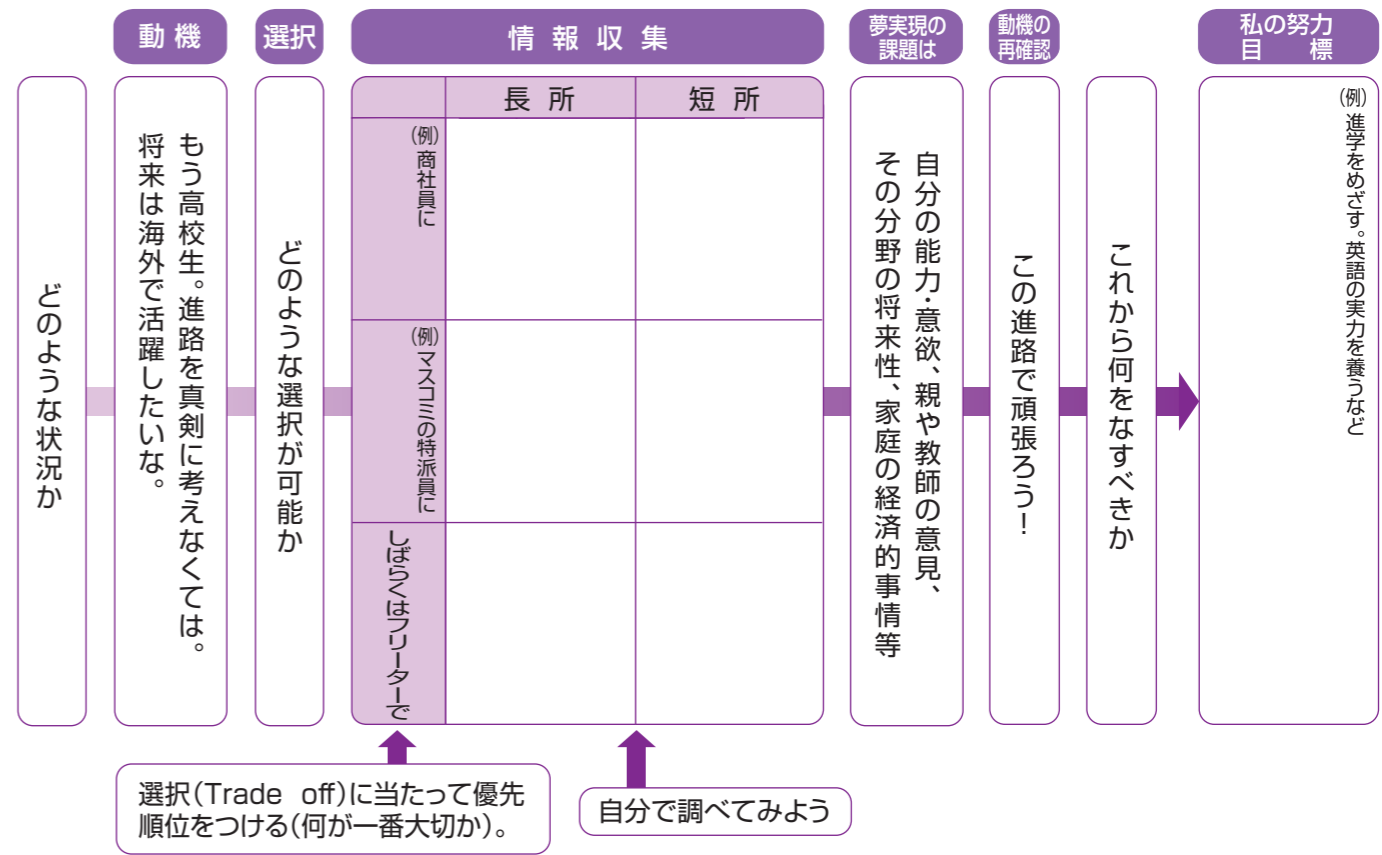 動機
選択
情報収集
夢実現の
課題は
動機の
再確認
私の努力
目標
どのような状況か
もう高校生。進路を真剣に考えなくては。
将来は海外で活躍したいな。
どのような選択が可能か
長所
短所
(例)商社員に
(例)マスコミの特派員に
しばらくはフリーターで
自分の能力・意欲、親や教師の意見、
その分野の将来性、家庭の経済的事情等
この進路で頑張ろう！
これから何をなすべきか
(例)進学をめざす。英語の実力を養うなど
選択(Trade off)に当たって優先
順位をつける(何が一番大切か)。
自分で調べてみよう